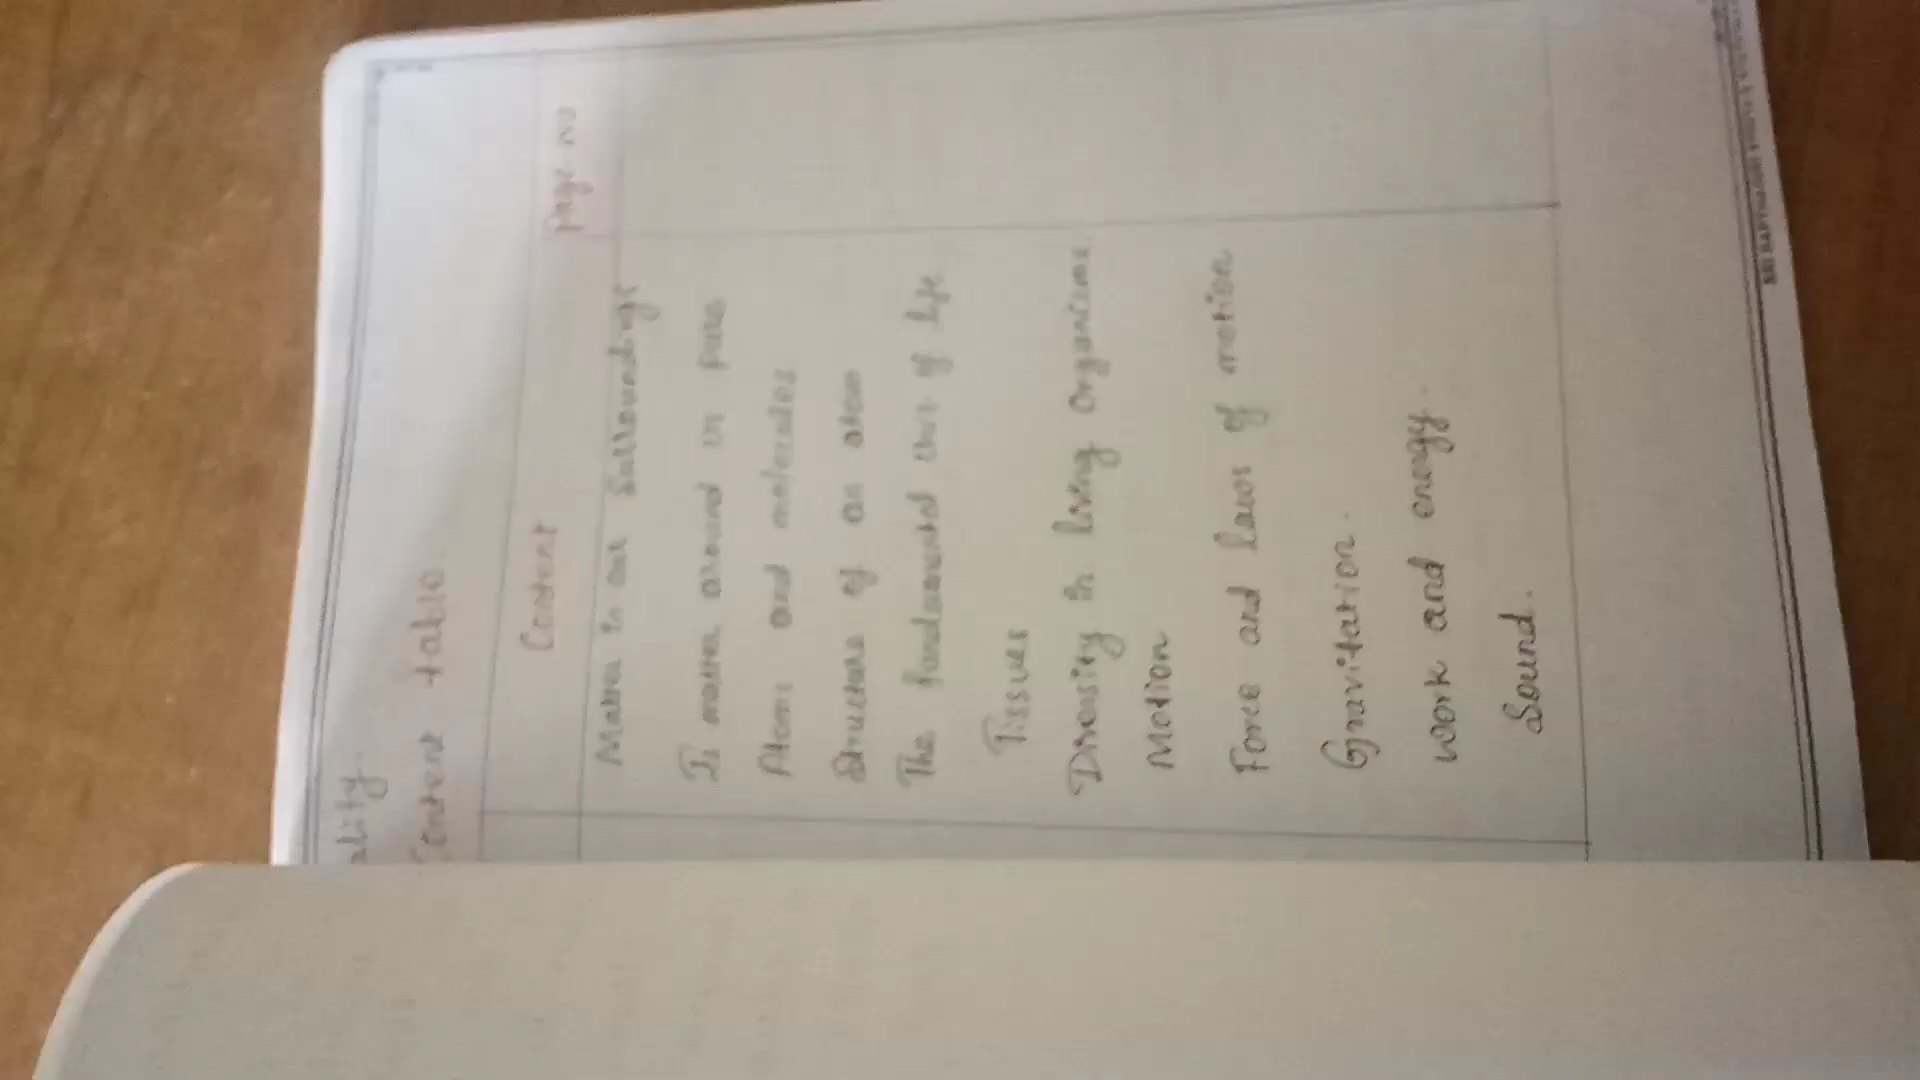 ality.
Content table.
Content Page no
Matter in our Surroundings
Is matter around us pure
Atoms and molecules
Structure of an atom
The fundamental unit of life
Tissues
Diversity in living organisms
Motion
Force and laws of motion
Gravitation.
Work and energy.
Sound.